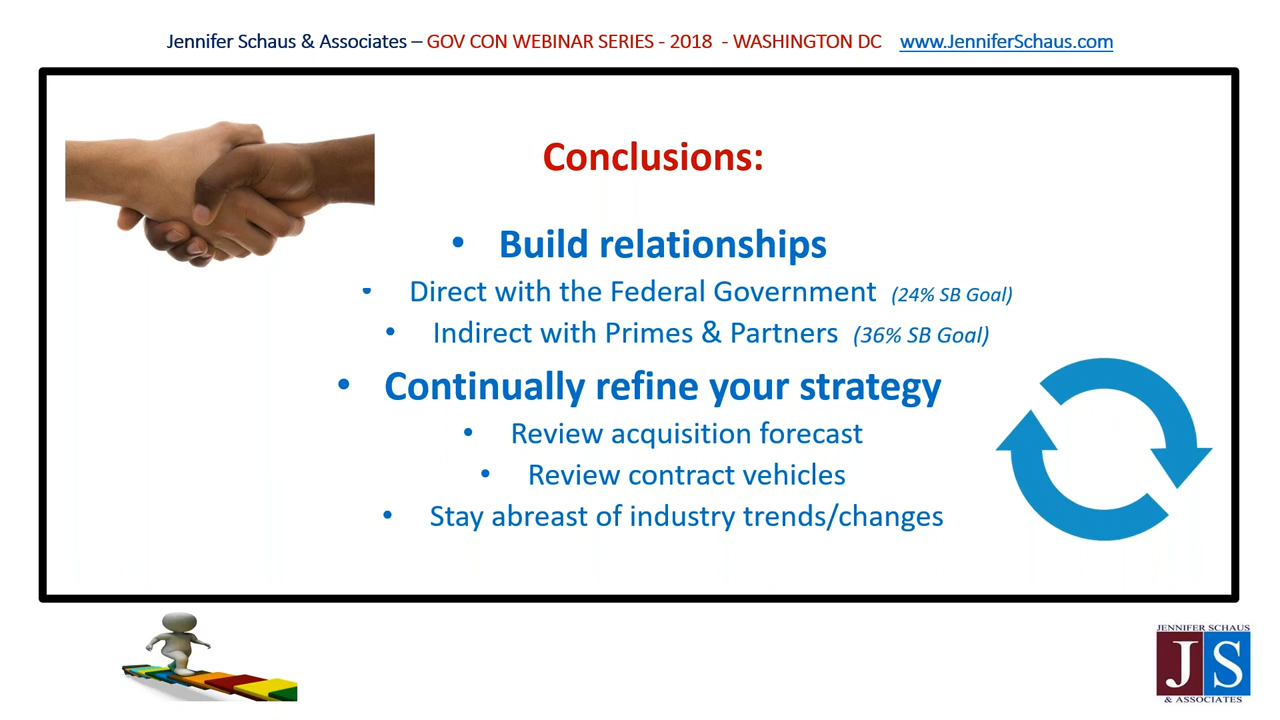 Jennifer Schaus & Associates – GOV CON WEBINAR SERIES - 2018 - WASHINGTON DC www.JenniferSchaus.com
Conclusions:
• Build relationships
• Direct with the Federal Government (24% SB Goal)
• Indirect with Primes & Partners (36% SB Goal)
• Continually refine your strategy
• Review acquisition forecast
• Review contract vehicles
• Stay abreast of industry trends/changes
JENNIFER SCHAUS
JS
& ASSOCIATES